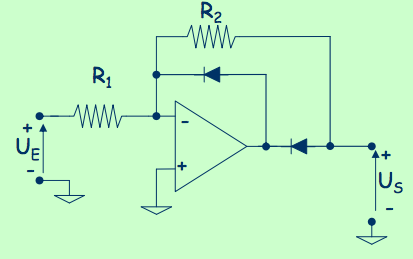 R2
R1
-
+
+
UE
-
+
US
-